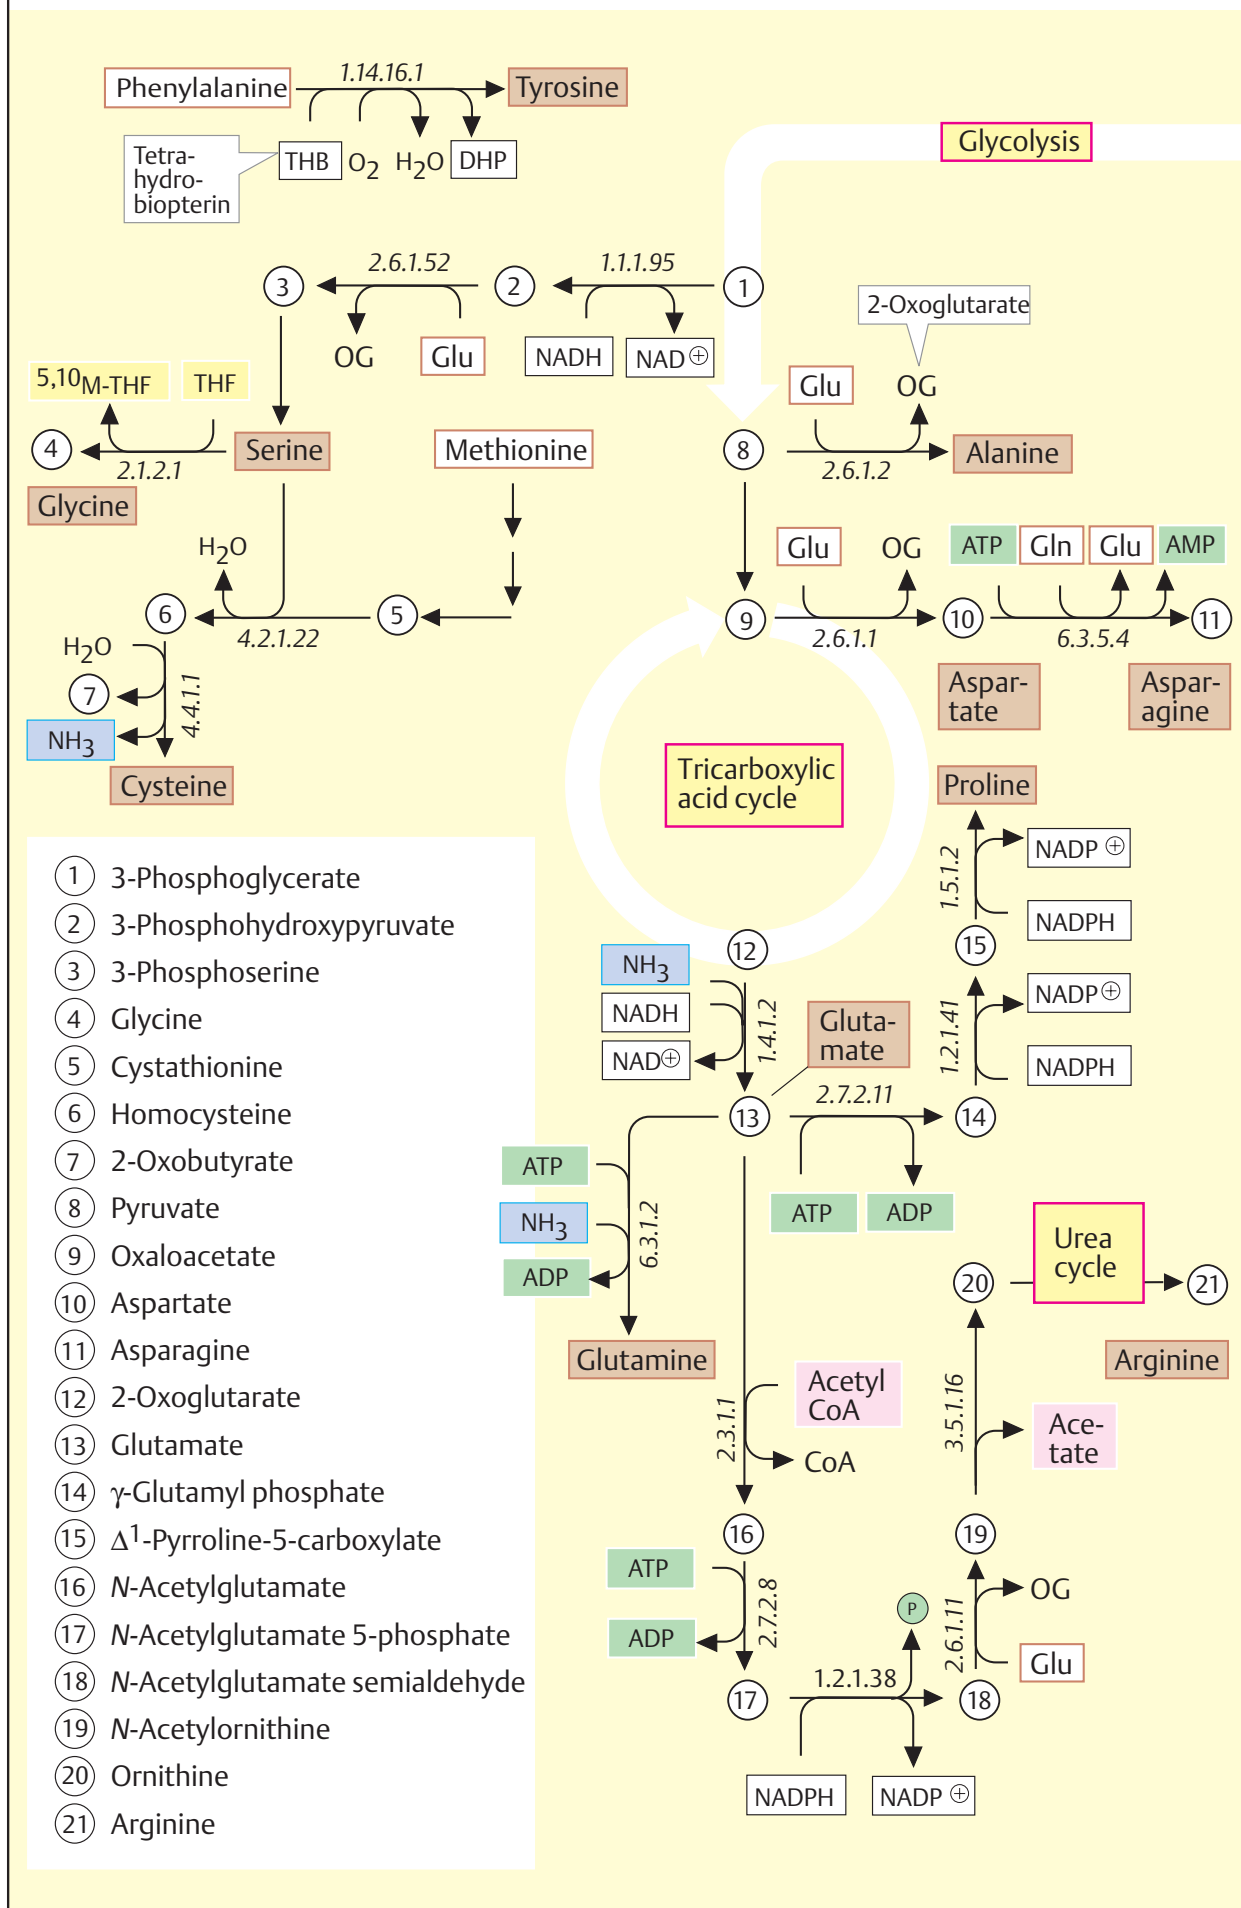 1.14.16.1
Phenylalanine
Tyrosine
Tetra-
hydro-
biopterin
THB
O2
H2O
DHP
Glycolysis
2.6.1.52
1.1.1.95
3
2
1
OG
Glu
NADH
NAD⊕
2-Oxoglutarate
5,10M-THF
THF
Glu
OG
4
2.1.2.1
Serine
Methionine
8
2.6.1.2
Alanine
Glycine
H2O
Glu
OG
ATP
Gln
Glu
AMP
6
4.2.1.22
5
9
2.6.1.1
10
6.3.5.4
11
H2O
7
4.4.1.1
NH3
Aspar-
tate
Aspar-
agine
Cysteine
Tricarboxylic
acid cycle
Proline
1.5.1.2
NADP⊕
NADPH
15
1 3-Phosphoglycerate
2 3-Phosphohydroxypyruvate
3 3-Phosphoserine
4 Glycine
5 Cystathionine
6 Homocysteine
7 2-Oxobutyrate
8 Pyruvate
9 Oxaloacetate
10 Aspartate
11 Asparagine
12 2-Oxoglutarate
13 Glutamate
14 γ-Glutamyl phosphate
15 Δ1-Pyrroline-5-carboxylate
16 N-Acetylglutamate
17 N-Acetylglutamate 5-phosphate
18 N-Acetylglutamate semialdehyde
19 N-Acetylornithine
20 Ornithine
21 Arginine
12
NH3
NADH
NAD⊕
1.4.1.2
Gluta-
mate
1.2.1.41
NADP⊕
NADPH
13
2.7.2.11
14
ATP
NH3
ADP
6.3.1.2
ATP
ADP
Glutamine
20
Urea
cycle
21
Arginine
2.3.1.1
Acetyl
CoA
CoA
3.5.1.16
Ace-
tate
16
19
ATP
ADP
2.7.2.8
P
2.6.1.11
OG
Glu
17
1.2.1.38
18
NADPH
NADP⊕